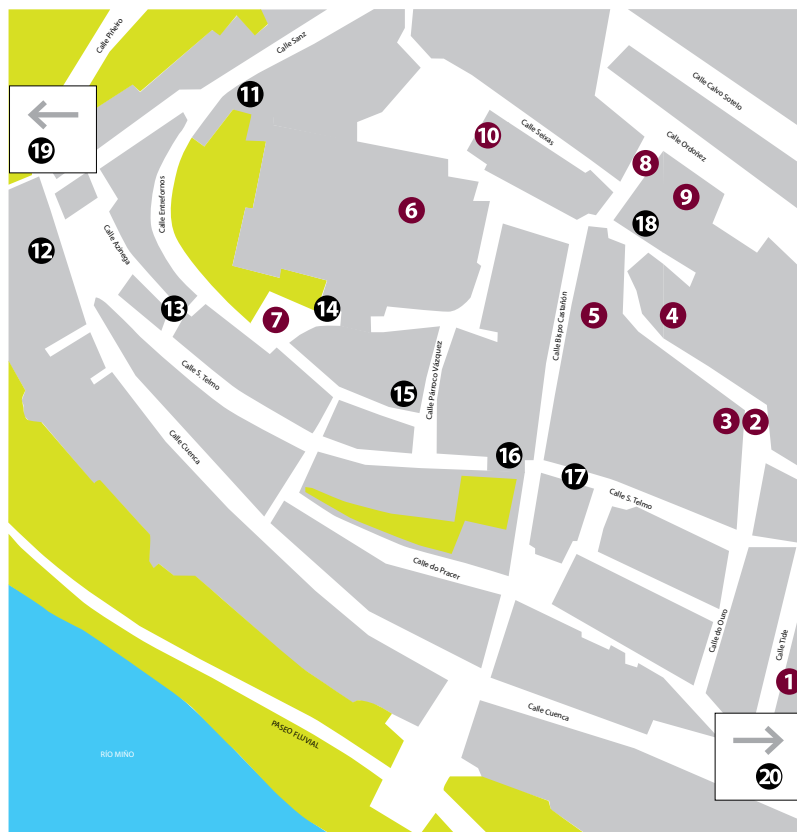 Calle Piñeiro
Calle Sanz
11
19
Calle Calvo Sotelo
Calle Seixas
10
Calle Ordoñez
8
9
6
18
Calle Entrefornos
12
Calle Azinega
13
14
7
5
4
Calle Bispo Castañón
Calle Párroco Vázquez
Calle S. Telmo
15
3
2
Calle Cuenca
16
17
Calle S. Telmo
Calle do Pracer
Calle do Ouro
Calle Tide
1
Calle Cuenca
PASEO FLUVIAL
RÍO MIÑO
20